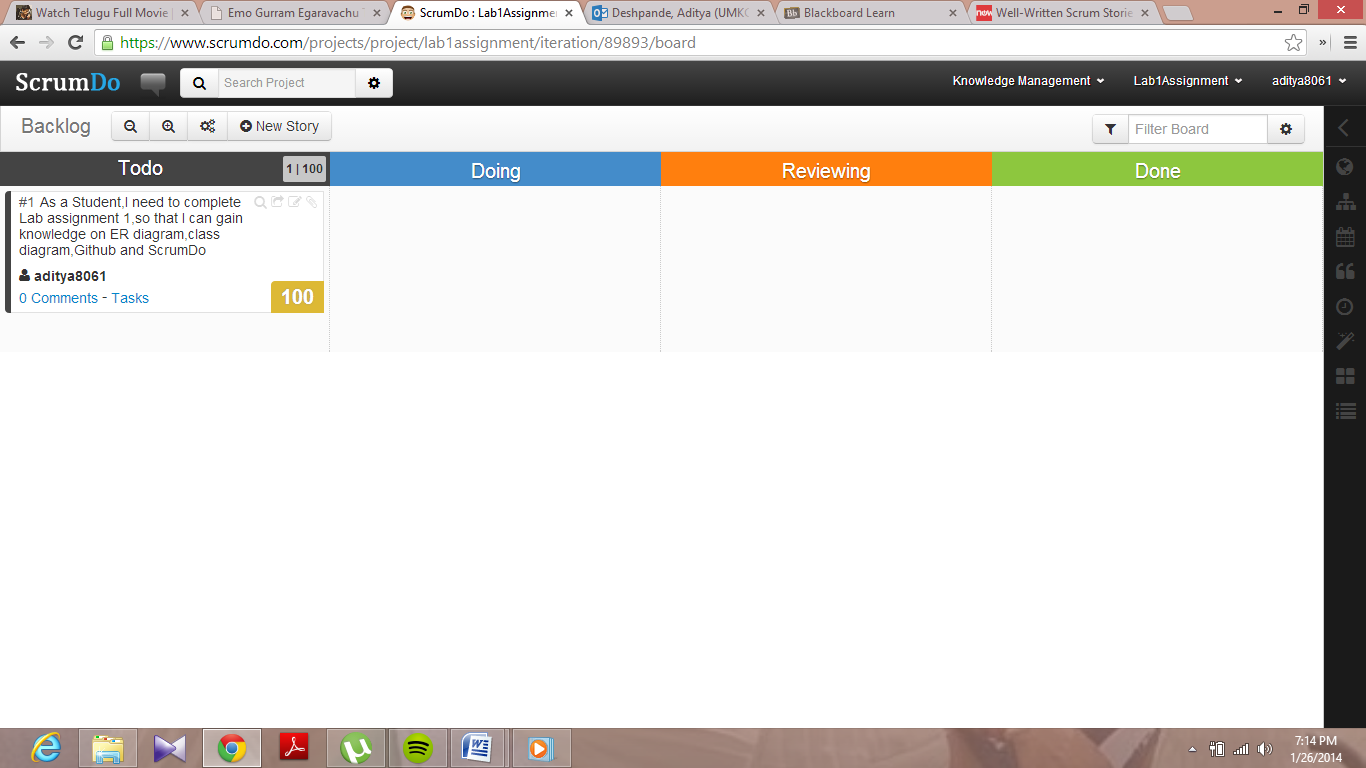 Watch Telugu Full Movie |
Emo Gurram Egaravachu
ScrumDo : Lab1Assignme
Deshpande, Aditya (UMKC
Blackboard Learn
Well-Written Scrum Storie
https://www.scrumdo.com/projects/project/lab1assignment/iteration/89893/board
ScrumDo
Search Project
Knowledge Management
Lab1Assignment
aditya8061
Backlog
New Story
Filter Board
Todo
1 | 100
Doing
Reviewing
Done
#1 As a Student,I need to complete
Lab assignment 1,so that I can gain
knowledge on ER diagram,class
diagram,Github and ScrumDo
aditya8061
0 Comments - Tasks
100
7:14 PM
1/26/2014